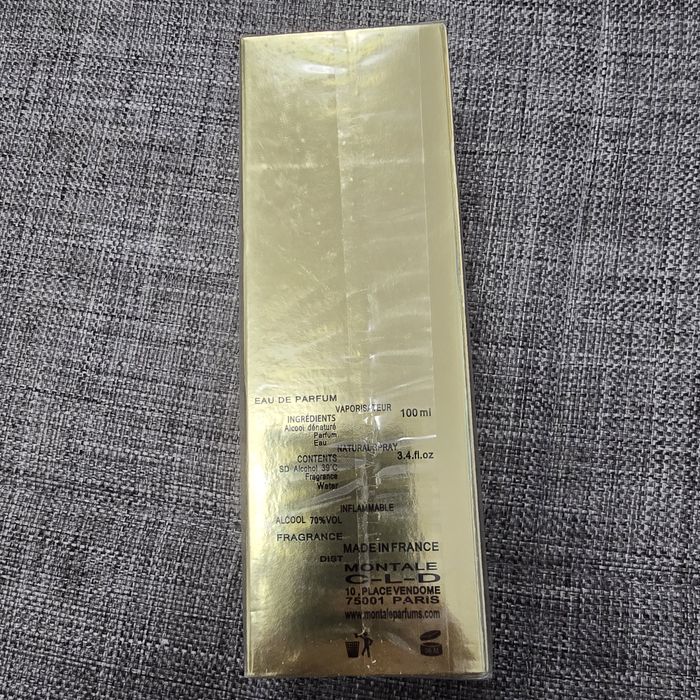 EAU DE PARFUM
VAPORISATEUR 100 ml
INGRÉDIENTS
Alcool dénaturé
Parfum
Eau
NATURAL SPRAY 3.4.fl.oz
CONTENTS
SD Alcohol 39°C
Fragrance
Water
INFLAMMABLE
ALCOOL 70%VOL
FRAGRANCE
MADE IN FRANCE
DIST
MONTALE
C-L-D
10, PLACE VENDOME
75001 PARIS
www.montaleparfums.com